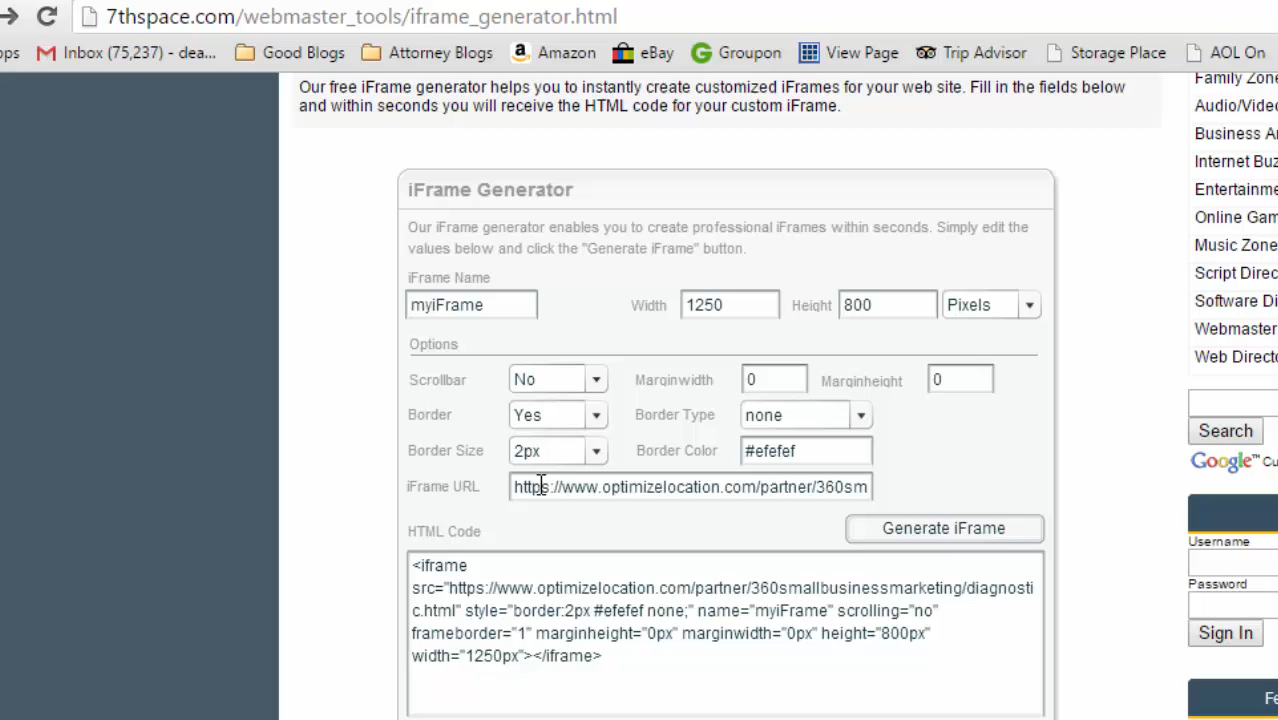 7thspace.com/webmaster_tools/iframe_generator.html
Inbox (75,237) - dea... Good Blogs Attorney Blogs Amazon eBay Groupon View Page Trip Advisor Storage Place AOL On
Our free iFrame generator helps you to instantly create customized iFrames for your web site. Fill in the fields below
and within seconds you will receive the HTML code for your custom iFrame.
iFrame Generator
Our iFrame generator enables you to create professional iFrames within seconds. Simply edit the
values below and click the "Generate iFrame" button.
iFrame Name
myiFrame Width 1250 Height 800 Pixels
Options
Scrollbar No Marginwidth 0 Marginheight 0
Border Yes Border Type none
Border Size 2px Border Color #efefef
iFrame URL https://www.optimizelocation.com/partner/360sm
HTML Code Generate iFrame
<iframe
src="https://www.optimizelocation.com/partner/360smallbusinessmarketing/diagnosti
c.html" style="border:2px #efefef none;" name="myiFrame" scrolling="no"
frameborder="1" marginheight="0px" marginwidth="0px" height="800px"
width="1250px"></iframe>
Family Zone
Audio/Video
Business A
Internet Buz
Entertainme
Online Gam
Music Zone
Script Direc
Software Di
Webmaster
Web Directo
Search
Google™ Cu
Username
Password
Sign In
Fe